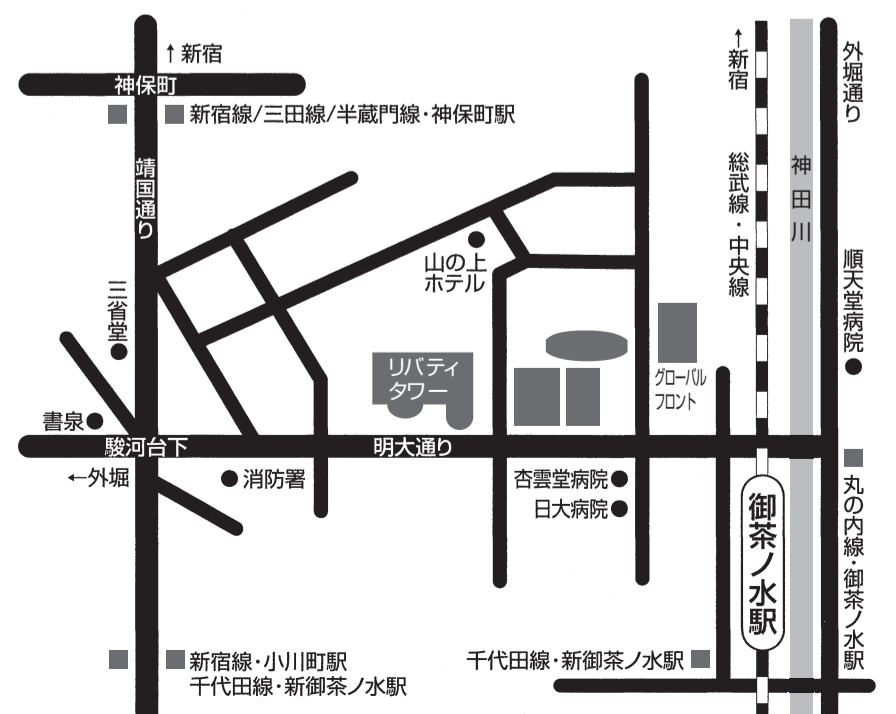 ↑新宿
神保町
新宿線/三田線/半蔵門線・神保町駅
靖国通り
三省堂
書泉
駿河台下
←外堀
消防署
明大通り
山の上
ホテル
リバティ
タワー
グローバル
フロント
杏雲堂病院
日大病院
↑新宿
総武線・中央線
神田川
外堀通り
順天堂病院
御茶ノ水駅
丸の内線・御茶ノ水駅
新宿線・小川町駅
千代田線・新御茶ノ水駅
千代田線・新御茶ノ水駅